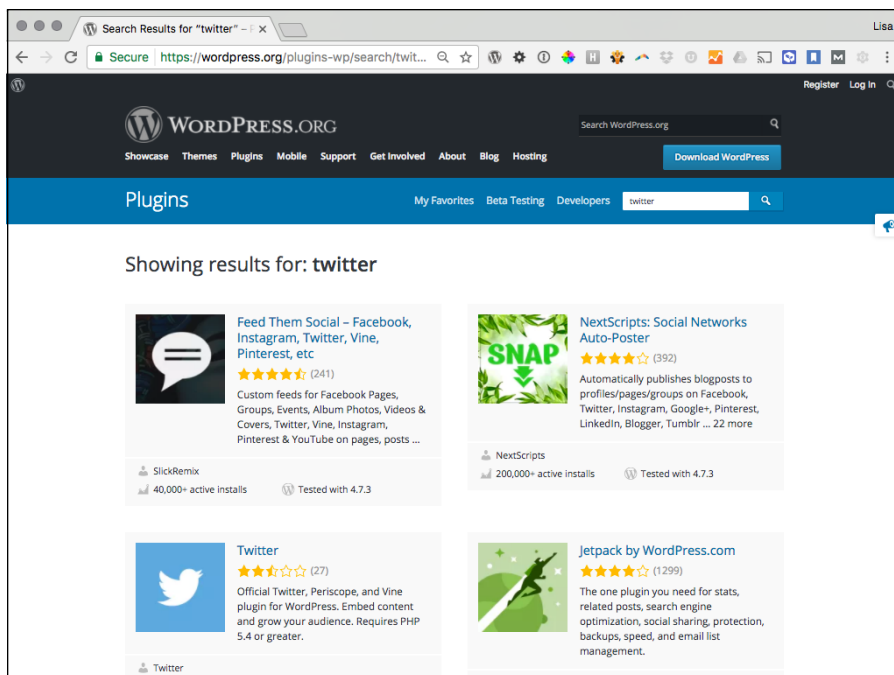 Search Results for "twitter" –
Lisa
Secure https://wordpress.org/plugins-wp/search/twit...
Register Log In
WORDPRESS.ORG
Search WordPress.org
Showcase Themes Plugins Mobile Support Get Involved About Blog Hosting
Download WordPress
Plugins
My Favorites Beta Testing Developers
twitter
Showing results for: twitter
Feed Them Social – Facebook,
Instagram, Twitter, Vine,
Pinterest, etc
(241)
Custom feeds for Facebook Pages,
Groups, Events, Album Photos, Videos &
Covers, Twitter, Vine, Instagram,
Pinterest & YouTube on pages, posts ...
SlickRemix
40,000+ active installs
Tested with 4.7.3
SNAP
NextScripts: Social Networks
Auto-Poster
(392)
Automatically publishes blogposts to
profiles/pages/groups on Facebook,
Twitter, Instagram, Google+, Pinterest,
LinkedIn, Blogger, Tumblr ... 22 more
NextScripts
200,000+ active installs
Tested with 4.7.3
Twitter
(27)
Official Twitter, Periscope, and Vine
plugin for WordPress. Embed content
and grow your audience. Requires PHP
5.4 or greater.
Twitter
Jetpack by WordPress.com
(1299)
The one plugin you need for stats,
related posts, search engine
optimization, social sharing, protection,
backups, speed, and email list
management.